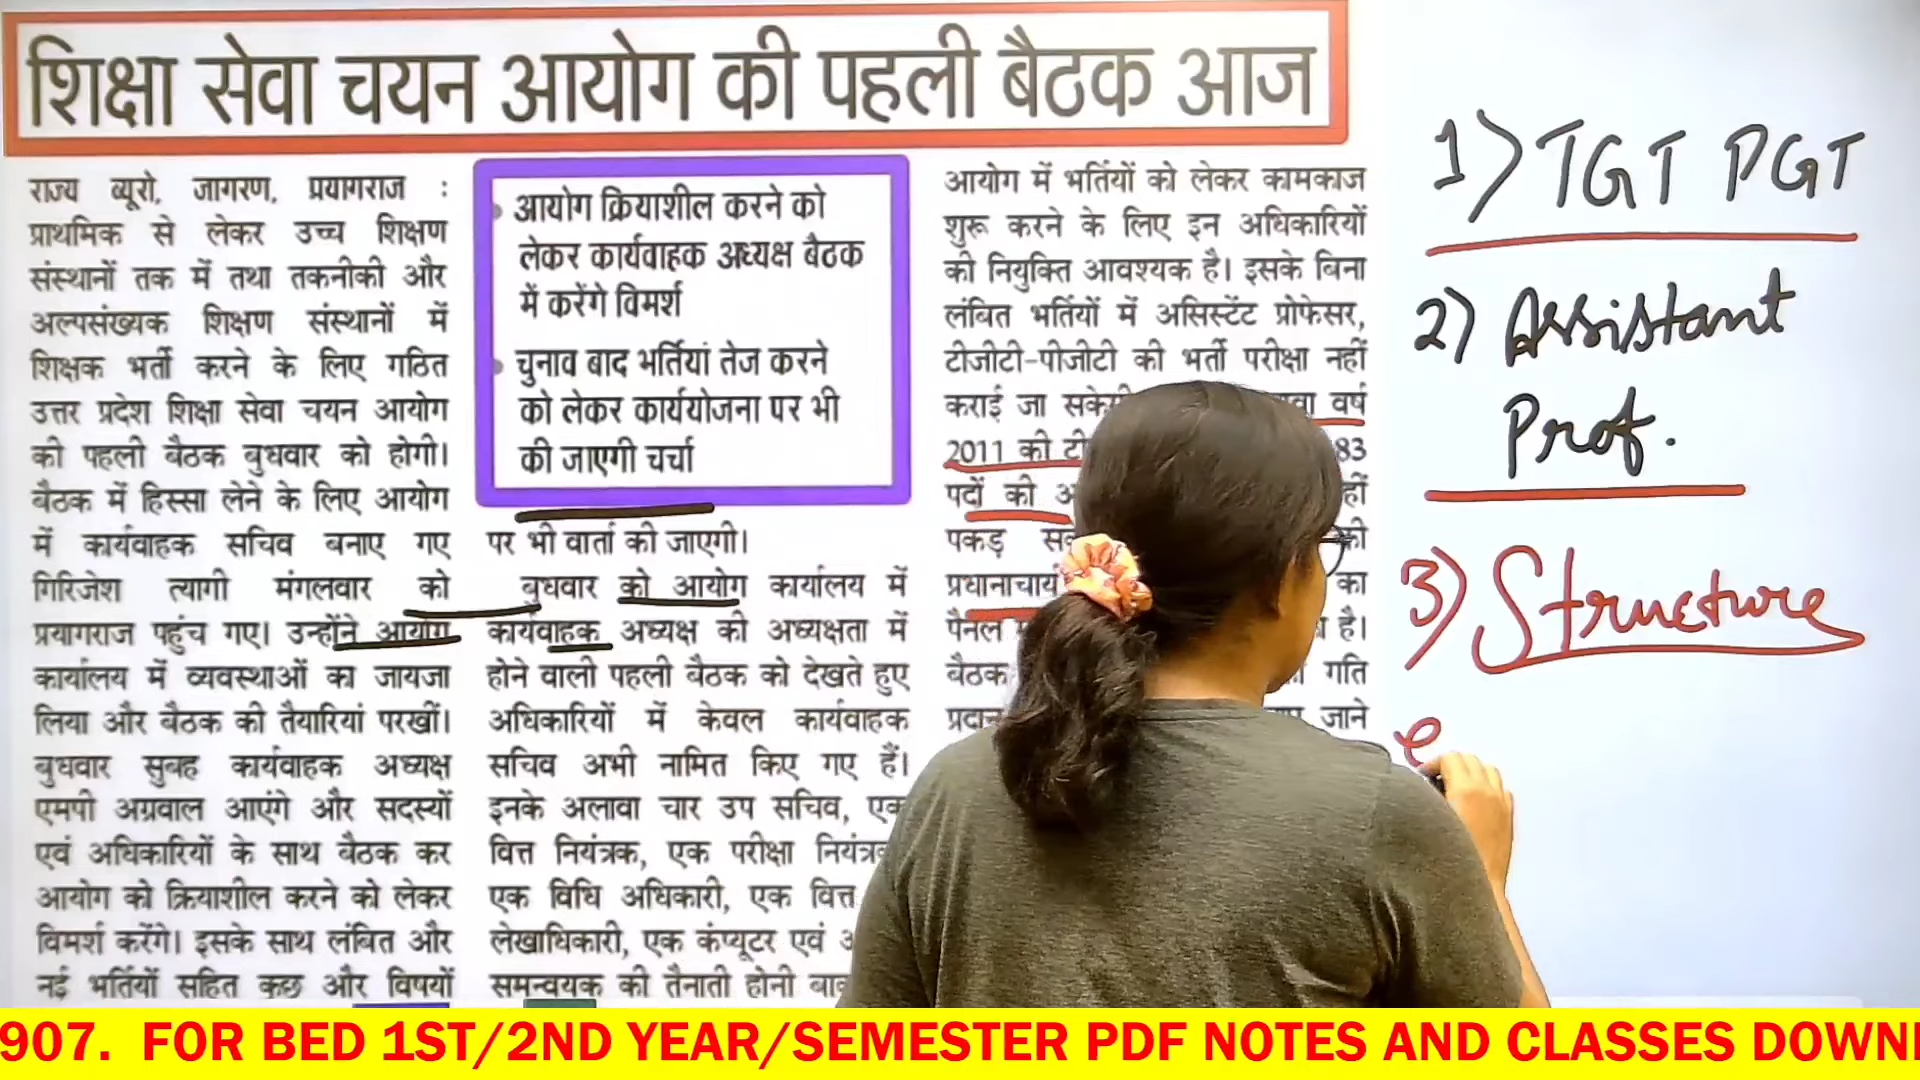 शिक्षा सेवा चयन आयोग की पहली बैठक आज
राज्य ब्यूरो, जागरण, प्रयागराज :
प्राथमिक से लेकर उच्च शिक्षण
संस्थानों तक में तथा तकनीकी और
अल्पसंख्यक शिक्षण संस्थानों में
शिक्षक भर्ती करने के लिए गठित
उत्तर प्रदेश शिक्षा सेवा चयन आयोग
की पहली बैठक बुधवार को होगी।
बैठक में हिस्सा लेने के लिए आयोग
में कार्यवाहक सचिव बनाए गए
गिरिजेश त्यागी मंगलवार को
प्रयागराज पहुंच गए। उन्होंने आयोग
कार्यालय में व्यवस्थाओं का जायजा
लिया और बैठक की तैयारियां परखीं।
बुधवार सुबह कार्यवाहक अध्यक्ष
एमपी अग्रवाल आएंगे और सदस्यों
एवं अधिकारियों के साथ बैठक कर
आयोग को क्रियाशील करने को लेकर
विमर्श करेंगे। इसके साथ लंबित और
नई भर्तियों सहित कुछ और विषयों
• आयोग क्रियाशील करने को
लेकर कार्यवाहक अध्यक्ष बैठक
में करेंगे विमर्श
• चुनाव बाद भर्तियां तेज करने
को लेकर कार्ययोजना पर भी
की जाएगी चर्चा
पर भी वार्ता की जाएगी।
बुधवार को आयोग कार्यालय में
कार्यवाहक अध्यक्ष की अध्यक्षता में
होने वाली पहली बैठक को देखते हुए
अधिकारियों में केवल कार्यवाहक
सचिव अभी नामित किए गए हैं।
इनके अलावा चार उप सचिव, एक
वित्त नियंत्रक, एक परीक्षा
एक विधि अधिकारी, एक वित्त
लेखाधिकारी, एक कंप्यूटर एवं
समन्वयक की तैनाती होनी
आयोग में भर्तियों को लेकर कामकाज
शुरू करने के लिए इन अधिकारियों
की नियुक्ति आवश्यक है। इसके बिना
लंबित भर्तियों में असिस्टेंट प्रोफेसर,
टीजीटी-पीजीटी की भर्ती परीक्षा नहीं
कराई जा वर्ष
2011 की 83
पदों की
पकड़ की
का
पैनल है।
बैठक गति
जाने
1) TGT PGT
2) Assistant
Prof.
3) Structure
907. FOR BED 1ST/2ND YEAR/SEMESTER PDF NOTES AND CLASSES